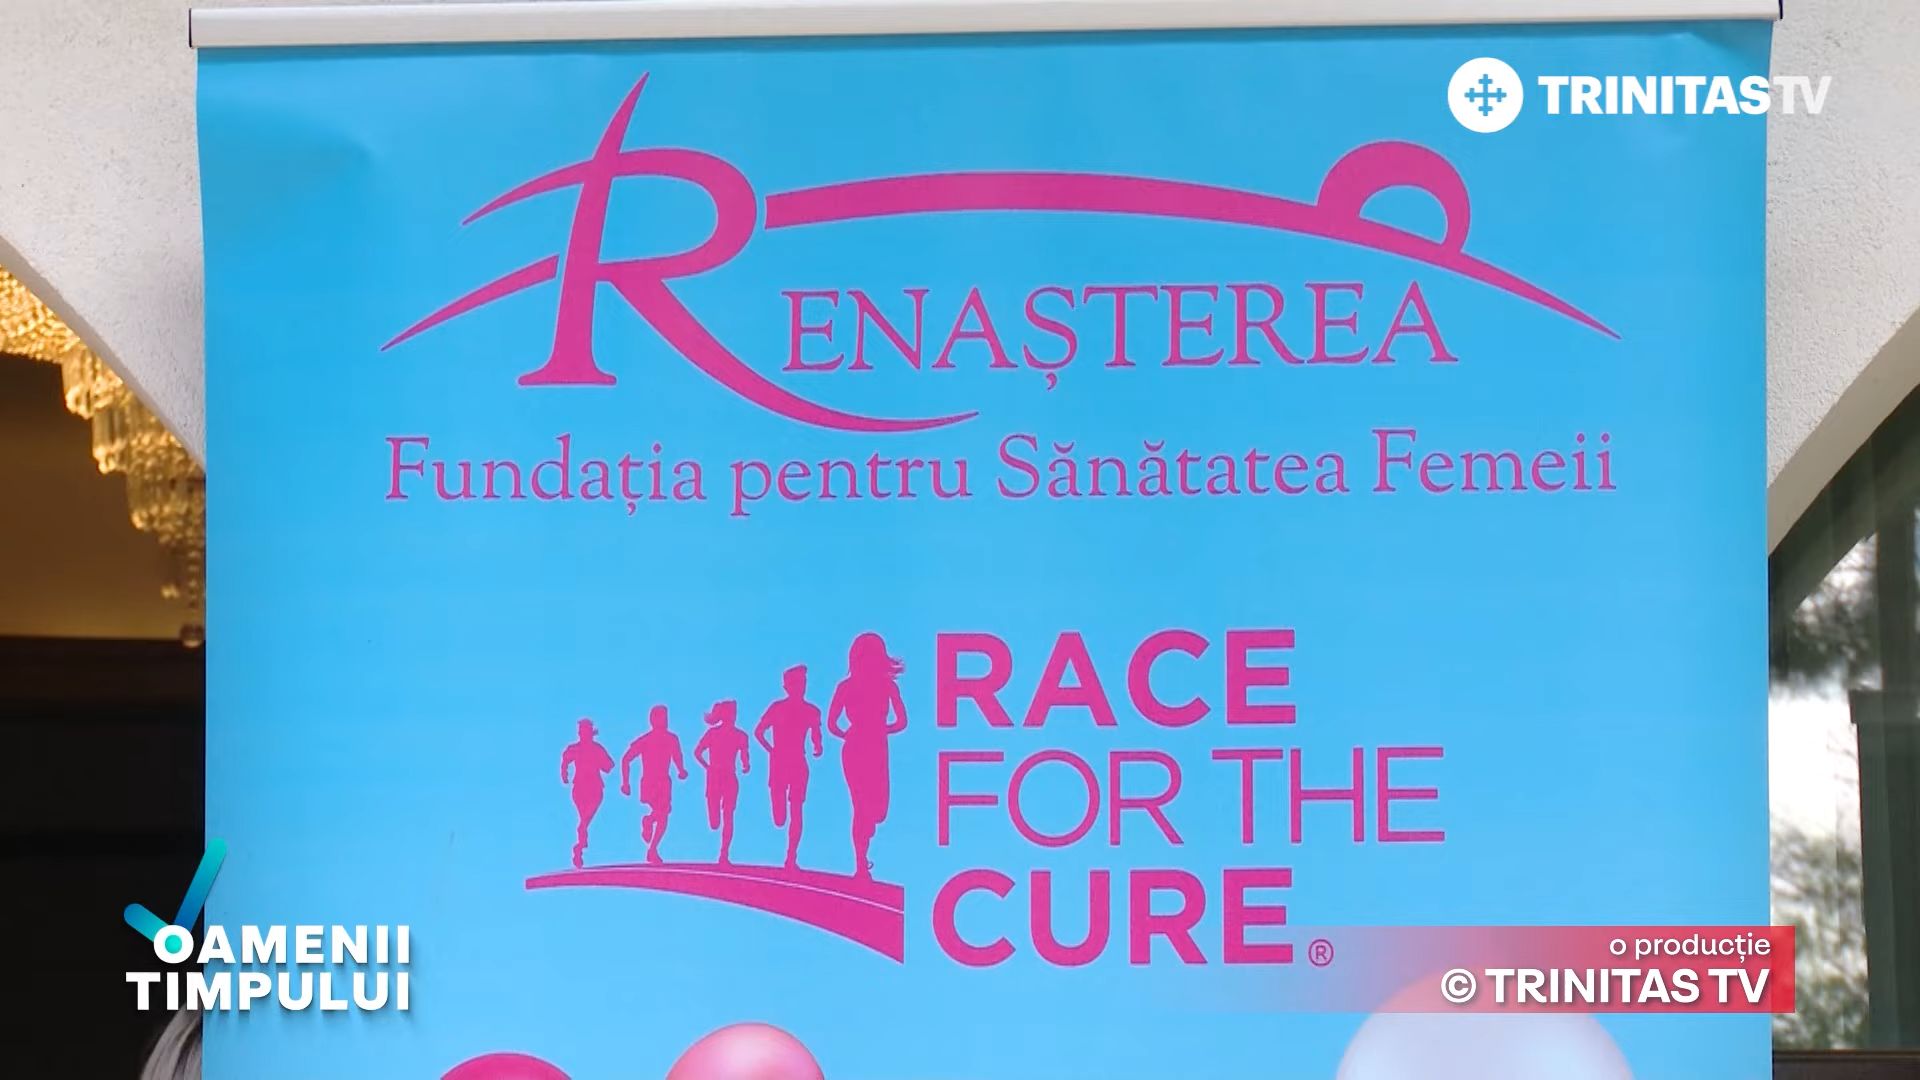 TRINITAS TV
RENAȘTEREA
Fundația pentru Sănătatea Femeii
RACE
FOR THE
CURE®
OAMENII
TIMPULUI
o producție
© TRINITAS TV